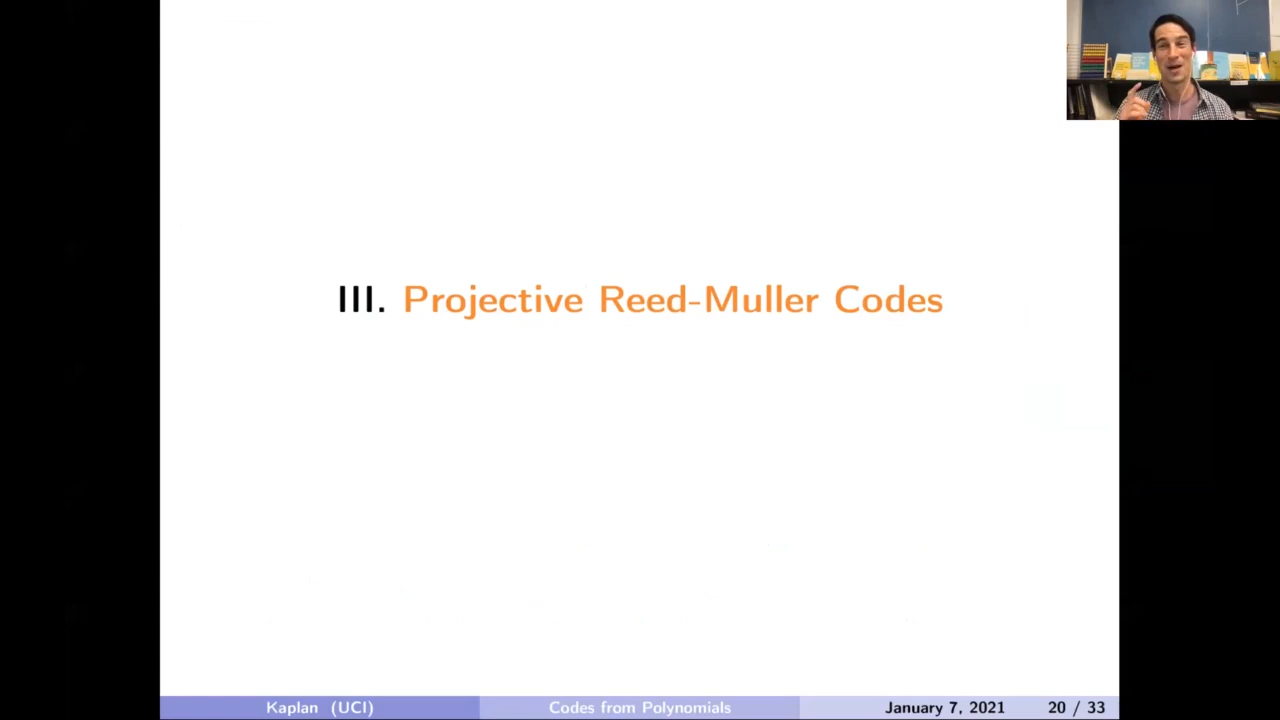 III. Projective Reed-Muller Codes
Kaplan (UCI) Codes from Polynomials January 7, 2021 20 / 33